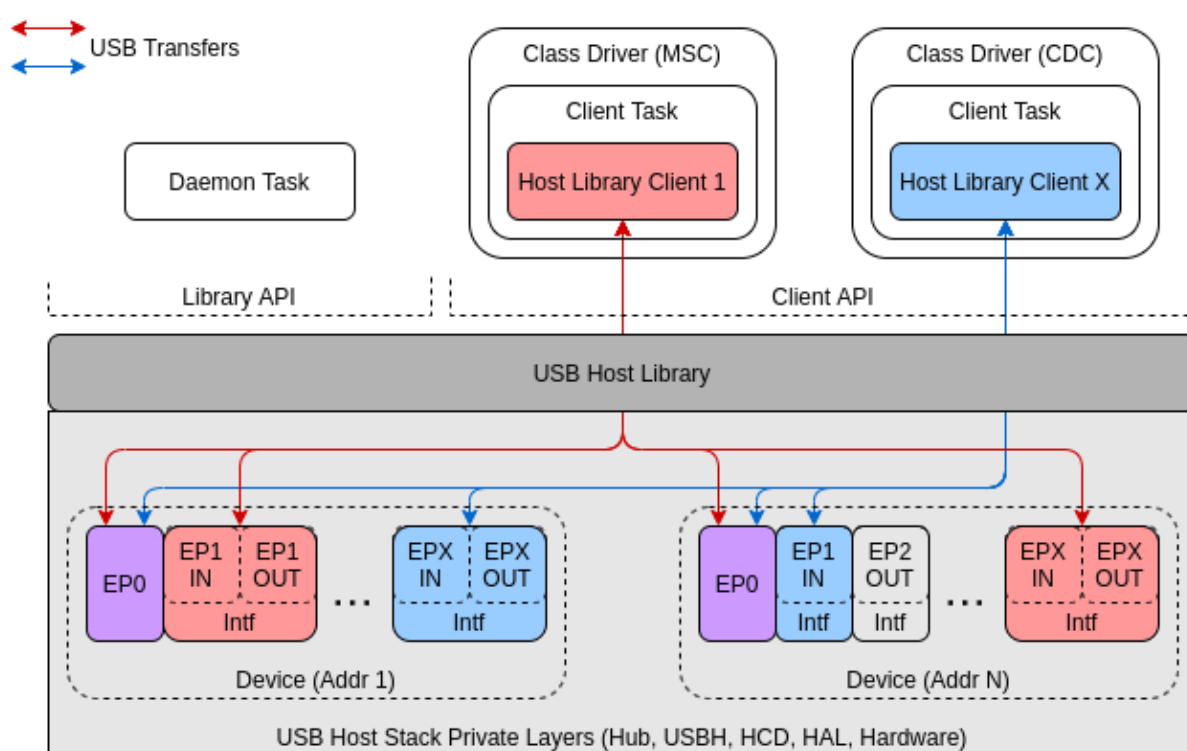 USB Transfers
Class Driver (MSC)
Class Driver (CDC)
Client Task
Client Task
Daemon Task
Host Library Client 1
Host Library Client X
Library API
Client API
USB Host Library
EP0
EP1
IN
EP1
OUT
Intf
...
EPX
IN
EPX
OUT
Intf
Device (Addr 1)
EP0
EP1
IN
Intf
EP2
OUT
Intf
...
EPX
IN
EPX
OUT
Intf
Device (Addr N)
USB Host Stack Private Layers (Hub, USBH, HCD, HAL, Hardware)